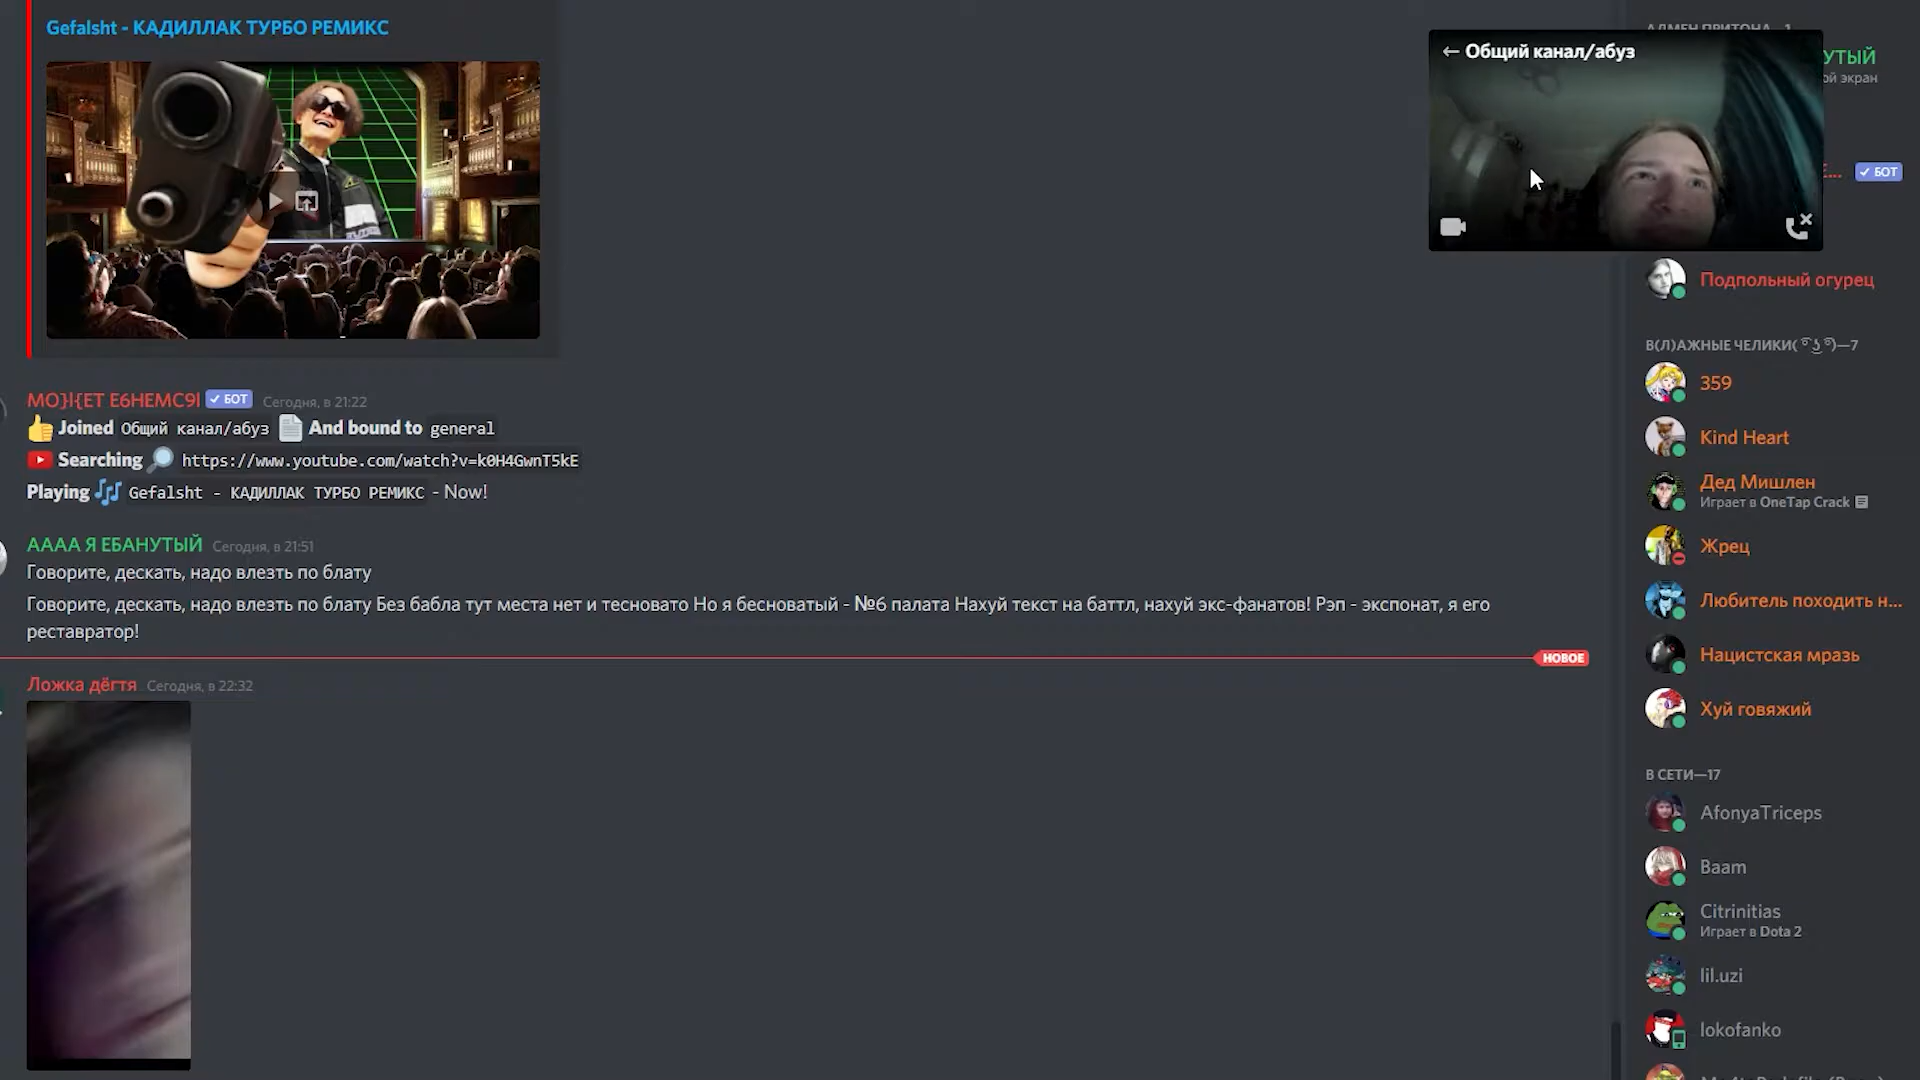 Gefalsht - КАДИЛЛАК ТУРБО РЕМИКС
МО}|{ЕТ Е6НЕМС9I ✓ БОТ Сегодня, в 21:22
Joined Общий канал/абуз And bound to general
Searching https://www.youtube.com/watch?v=k0H4GwnT5kE
Playing Gefalsht - КАДИЛЛАК ТУРБО РЕМИКС - Now!
АААА Я ЕБАНУТЫЙ Сегодня, в 21:51
Говорите, дескать, надо влезть по блату
Говорите, дескать, надо влезть по блату Без бабла тут места нет и тесновато Но я бесноватый - №6 палата Нахуй текст на баттл, нахуй экс-фанатов! Рэп - экспонат, я его
реставратор!
НОВОЕ
Ложка дёгтя Сегодня, в 22:32
← Общий канал/абуз
УТЫЙ
ой экран
✓ БОТ
Подпольный огурец
В(Л)АЖНЫЕ ЧЕЛИКИ( ͡° ͜ʖ ͡°)—7
359
Kind Heart
Дед Мишлен
Играет в OneTap Crack
Жрец
Любитель походить н...
Нацистская мразь
Хуй говяжий
В СЕТИ—17
AfonyaTriceps
Baam
Citrinitias
Играет в Dota 2
lil.uzi
lokofanko